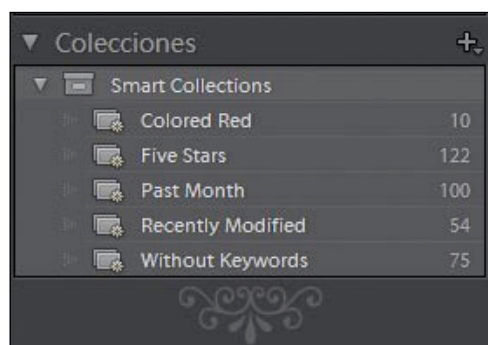 Colecciones
Smart Collections
Colored Red 10
Five Stars 122
Past Month 100
Recently Modified 54
Without Keywords 75